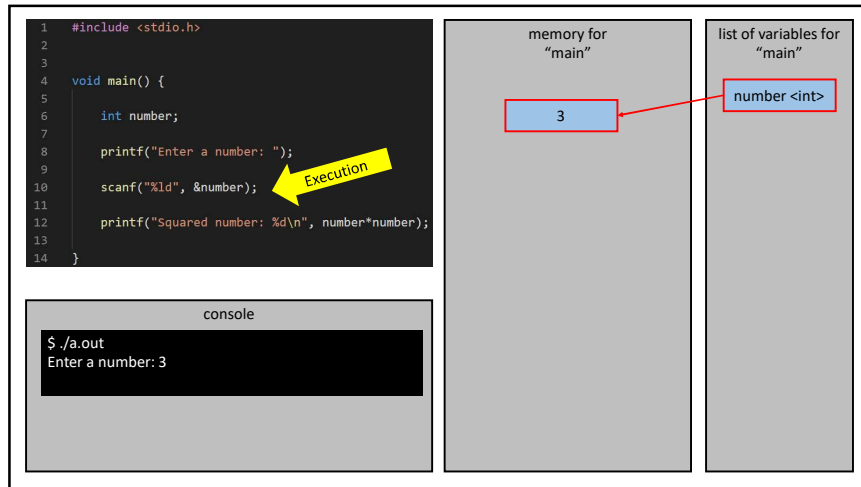 1 #include <stdio.h>
2
3
4 void main() {
5
6 int number;
7
8 printf("Enter a number: ");
9
10 scanf("%ld", &number);
11
12 printf("Squared number: %d\n", number*number);
13
14 }
Execution
console
$ ./a.out
Enter a number: 3
memory for
“main”
3
list of variables for
“main”
number <int>